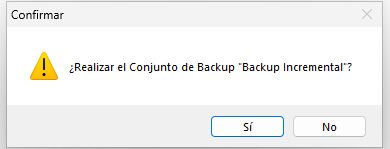 Confirmar
¿Realizar el Conjunto de Backup "Backup Incremental"?
Sí
No